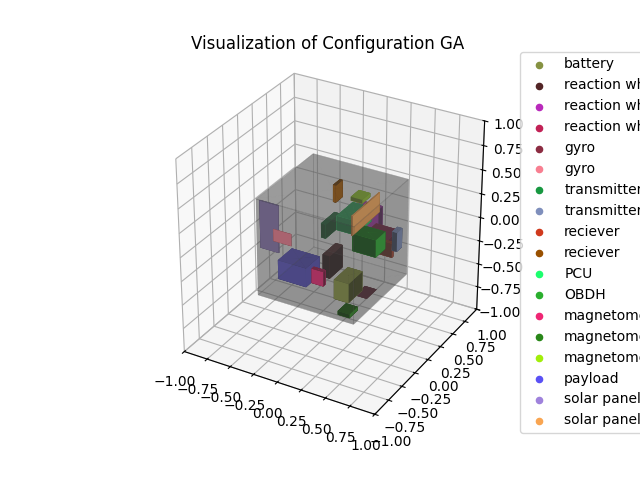 Visualization of Configuration GA
battery
reaction wh
reaction wh
reaction wh
gyro
gyro
transmitter
transmitter
reciever
reciever
PCU
OBDH
magnetome
magnetome
magnetome
payload
solar panel
solar panel
1.00
0.75
0.50
0.25
0.00
−0.25
−0.50
−0.75
−1.00
1.00
0.75
0.50
0.25
0.00
−0.25
−0.50
−0.75
−1.00
−1.00
−0.75
−0.50
−0.25
0.00
0.25
0.50
0.75
1.00